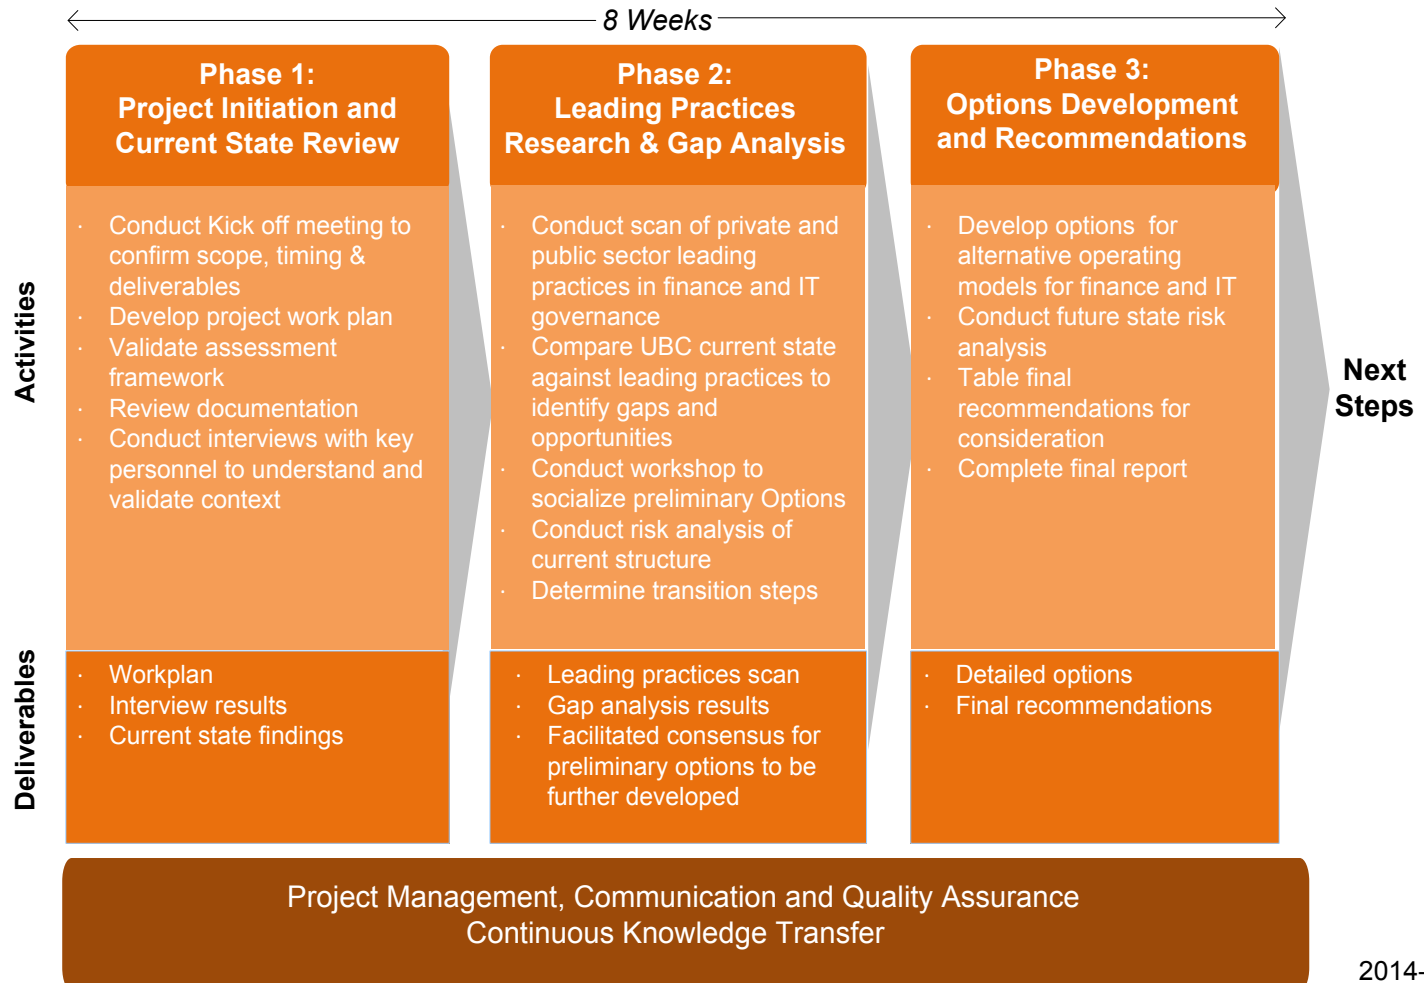 8 Weeks
Phase 1:
Project Initiation and
Current State Review
Phase 2:
Leading Practices
Research & Gap Analysis
Phase 3:
Options Development
and Recommendations
Activities
· Conduct Kick off meeting to
confirm scope, timing &
deliverables
· Develop project work plan
· Validate assessment
framework
· Review documentation
· Conduct interviews with key
personnel to understand and
validate context
· Conduct scan of private and
public sector leading
practices in finance and IT
governance
· Compare UBC current state
against leading practices to
identify gaps and
opportunities
· Conduct workshop to
socialize preliminary Options
· Conduct risk analysis of
current structure
· Determine transition steps
· Develop options for
alternative operating
models for finance and IT
· Conduct future state risk
analysis
· Table final
recommendations for
consideration
· Complete final report
Next
Steps
Deliverables
· Workplan
· Interview results
· Current state findings
· Leading practices scan
· Gap analysis results
· Facilitated consensus for
preliminary options to be
further developed
· Detailed options
· Final recommendations
Project Management, Communication and Quality Assurance
Continuous Knowledge Transfer
2014-